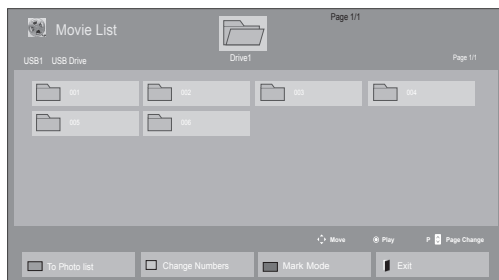 Page 1/1
Movie List
Drive1
USB1 USB Drive
Page 1/1
001 002 003 004
005 006
Move Play P Page Change
To Photo list Change Numbers Mark Mode Exit